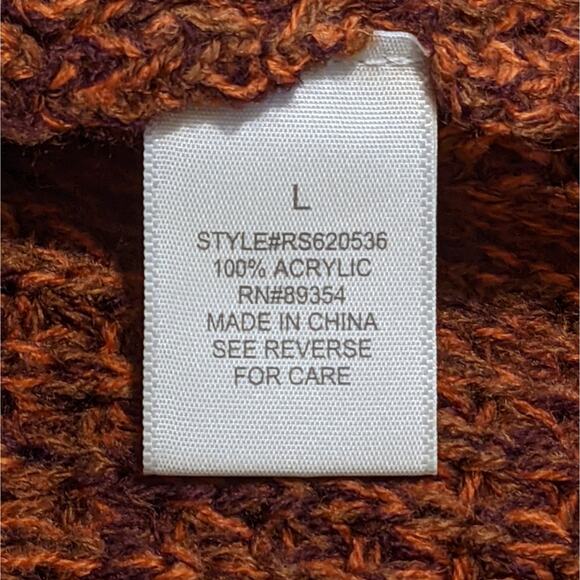 L
STYLE#RS620536
100% ACRYLIC
RN#89354
MADE IN CHINA
SEE REVERSE
FOR CARE